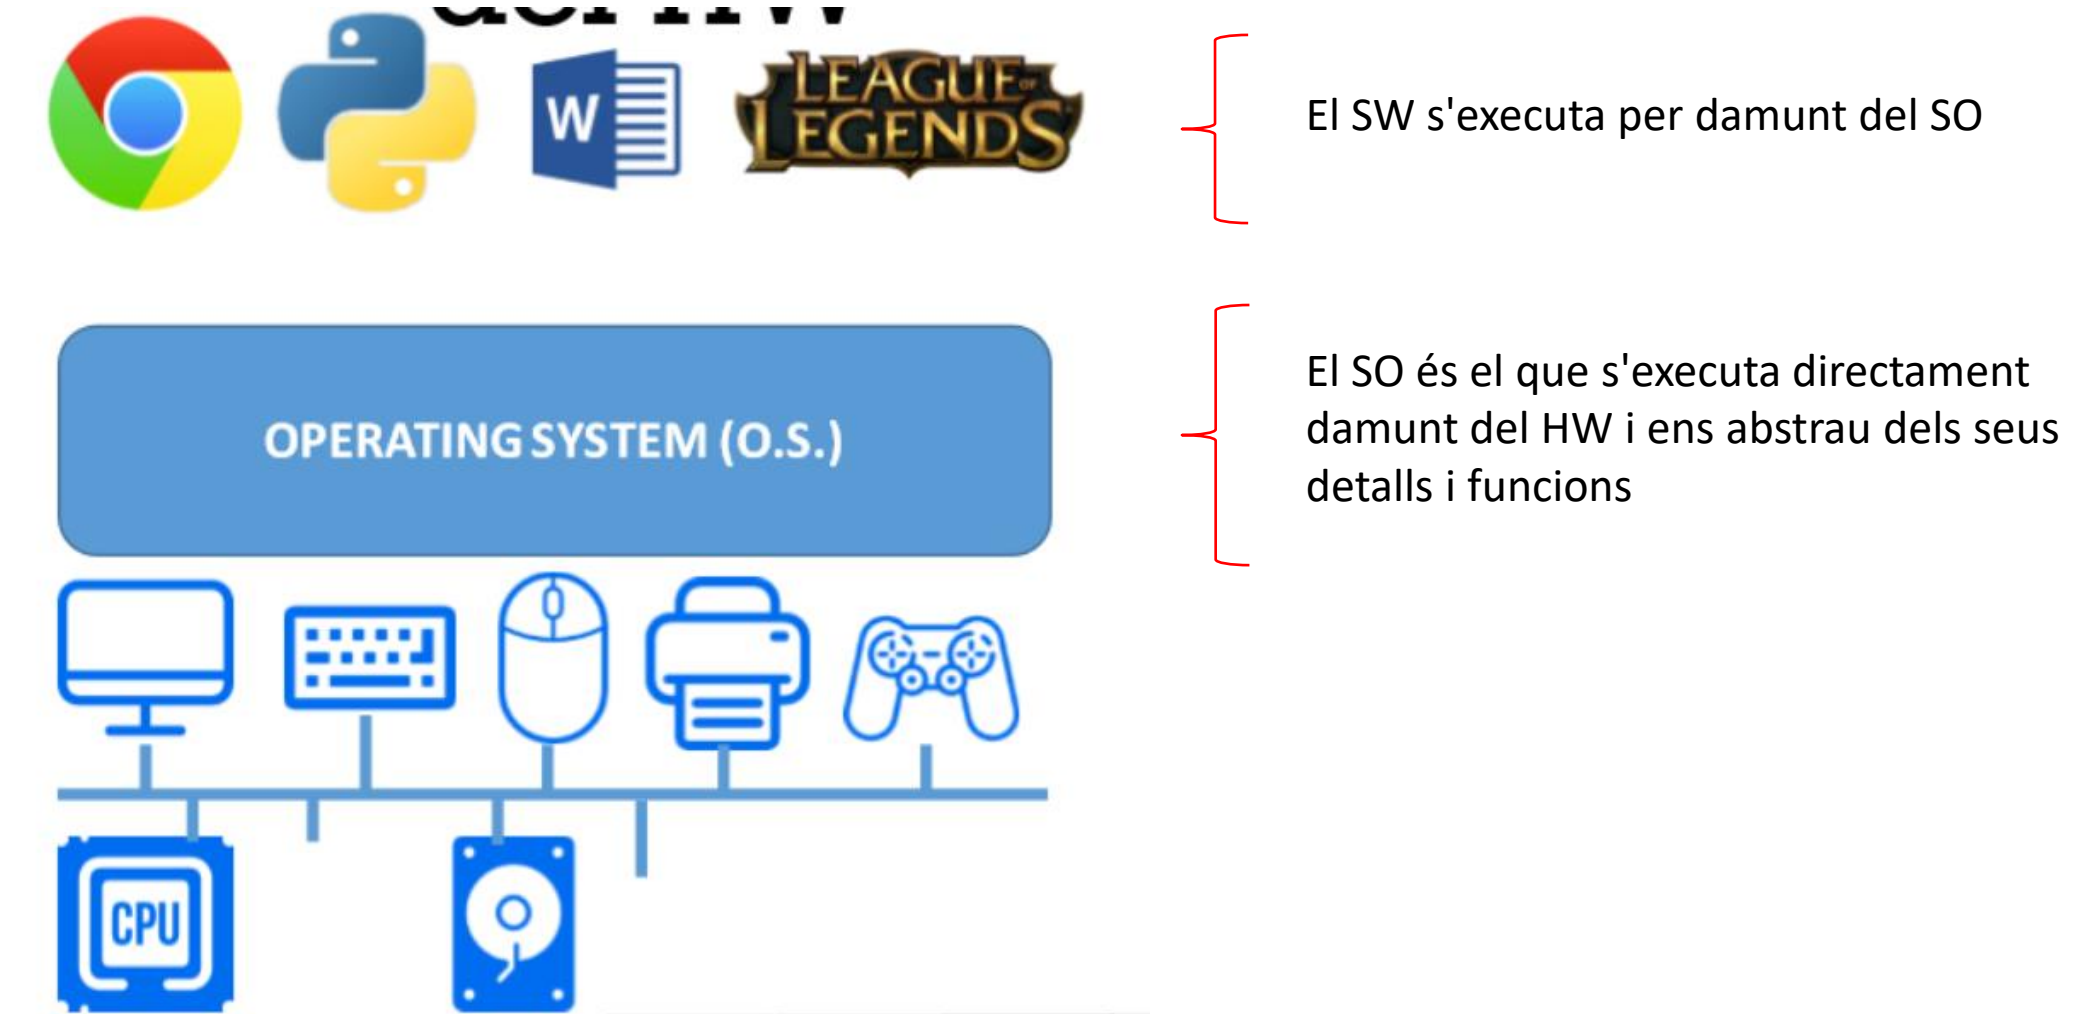 W
LEAGUE OF
LEGENDS
El SW s'executa per damunt del SO
OPERATING SYSTEM (O.S.)
El SO és el que s'executa directament
damunt del HW i ens abstrau dels seus
detalls i funcions
CPU